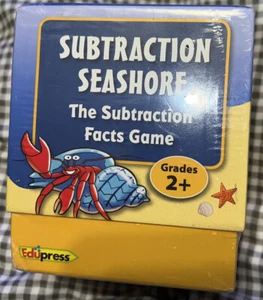 SUBTRACTION
SEASHORE
The Subtraction
Facts Game
Grades
2+
Edupress